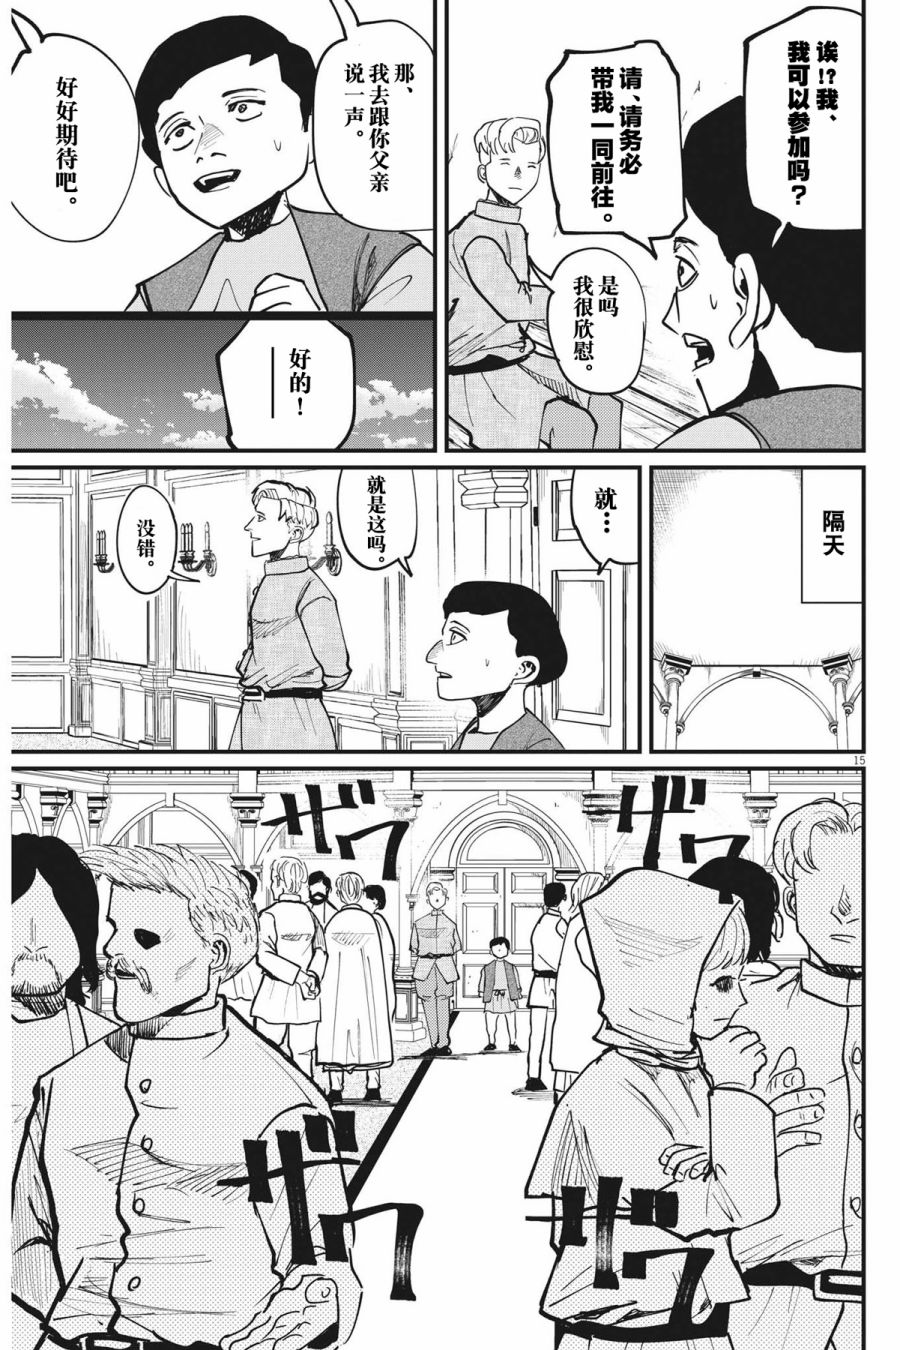 诶!?我、
我可以参加吗?
请、请务必
带我一同前往。
是吗
我很欣慰。
那、
我去跟你父亲
说一声。
好好期待吧。
好的!
——
隔天
就…
就是这吗。
没错。
15
ザワ
ザワ
ザワ
ザワ